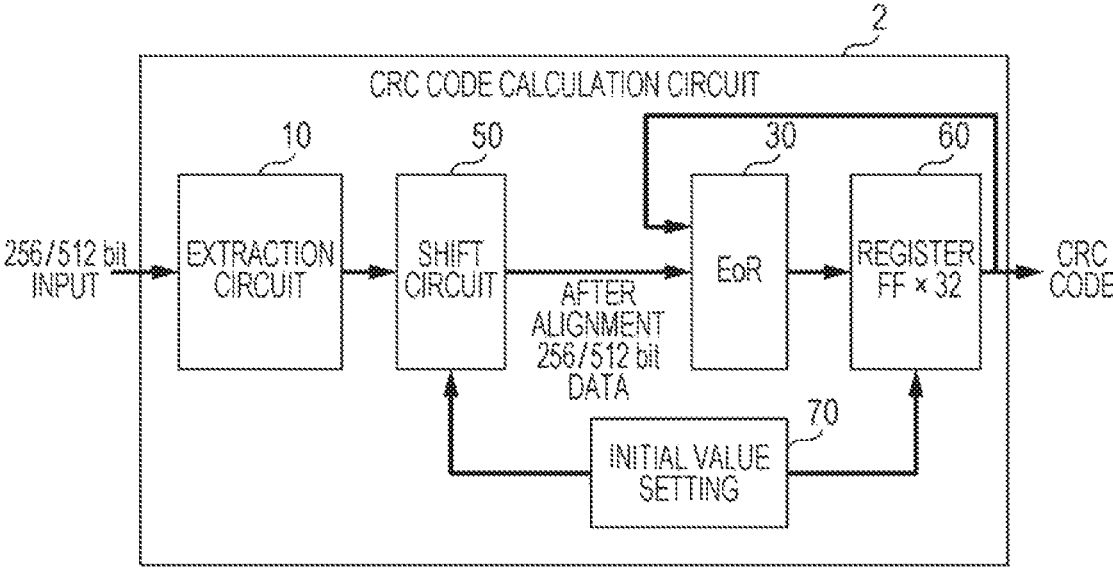 2
CRC CODE CALCULATION CIRCUIT
10
50
30
60
256/512 bit
INPUT
EXTRACTION
CIRCUIT
SHIFT
CIRCUIT
AFTER
ALIGNMENT
256/512 bit
DATA
EoR
REGISTER
FF × 32
CRC
CODE
70
INITIAL VALUE
SETTING